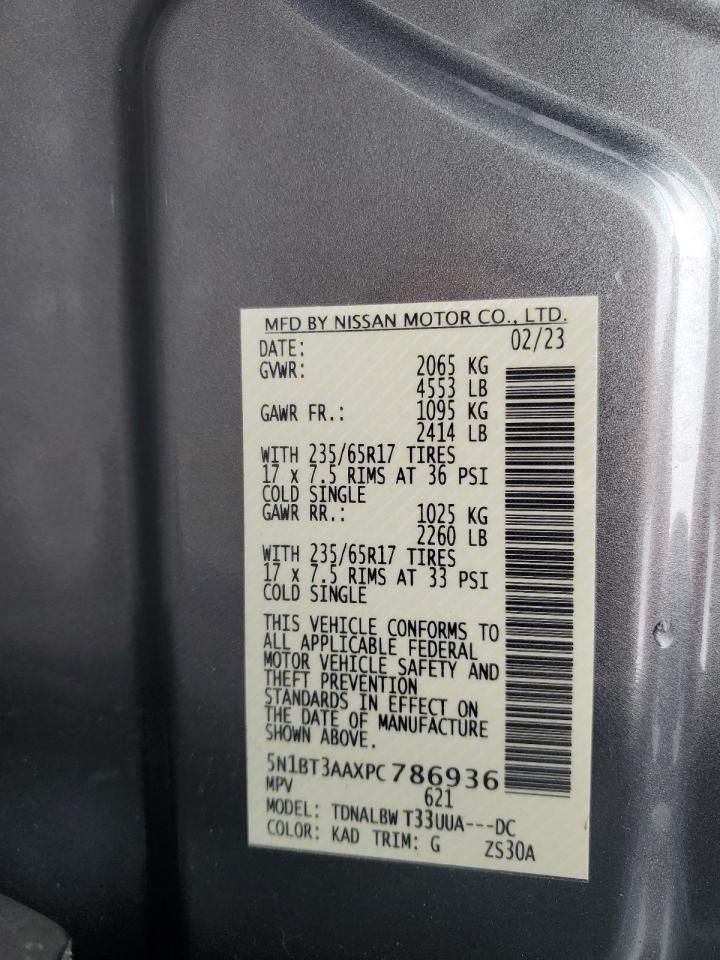 MFD BY NISSAN MOTOR CO., LTD.
DATE: 02/23
GVWR: 2065 KG
4553 LB
GAWR FR.: 1095 KG
2414 LB
WITH 235/65R17 TIRES
17 x 7.5 RIMS AT 36 PSI
COLD SINGLE
GAWR RR.: 1025 KG
2260 LB
WITH 235/65R17 TIRES
17 x 7.5 RIMS AT 33 PSI
COLD SINGLE
THIS VEHICLE CONFORMS TO
ALL APPLICABLE FEDERAL
MOTOR VEHICLE SAFETY AND
THEFT PREVENTION
STANDARDS IN EFFECT ON
THE DATE OF MANUFACTURE
SHOWN ABOVE.
5N1BT3AAXPC 786936
MPV 621
MODEL: TDNALBW T33UUA---DC
COLOR: KAD TRIM: G ZS30A